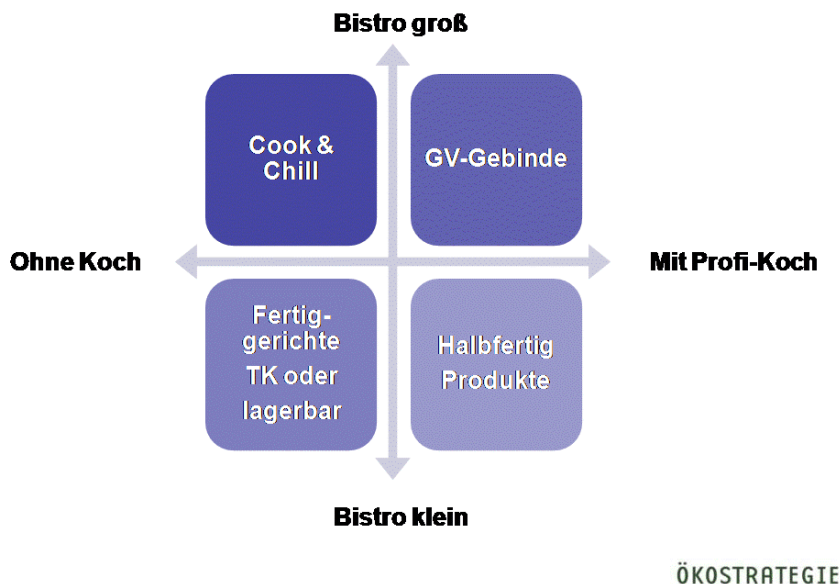 Bistro groß
Cook &
Chill
GV-Gebinde
Ohne Koch
Mit Profi-Koch
Fertig-
gerichte
TK oder
lagerbar
Halbfertig
Produkte
Bistro klein
ÖKOSTRATEGIE